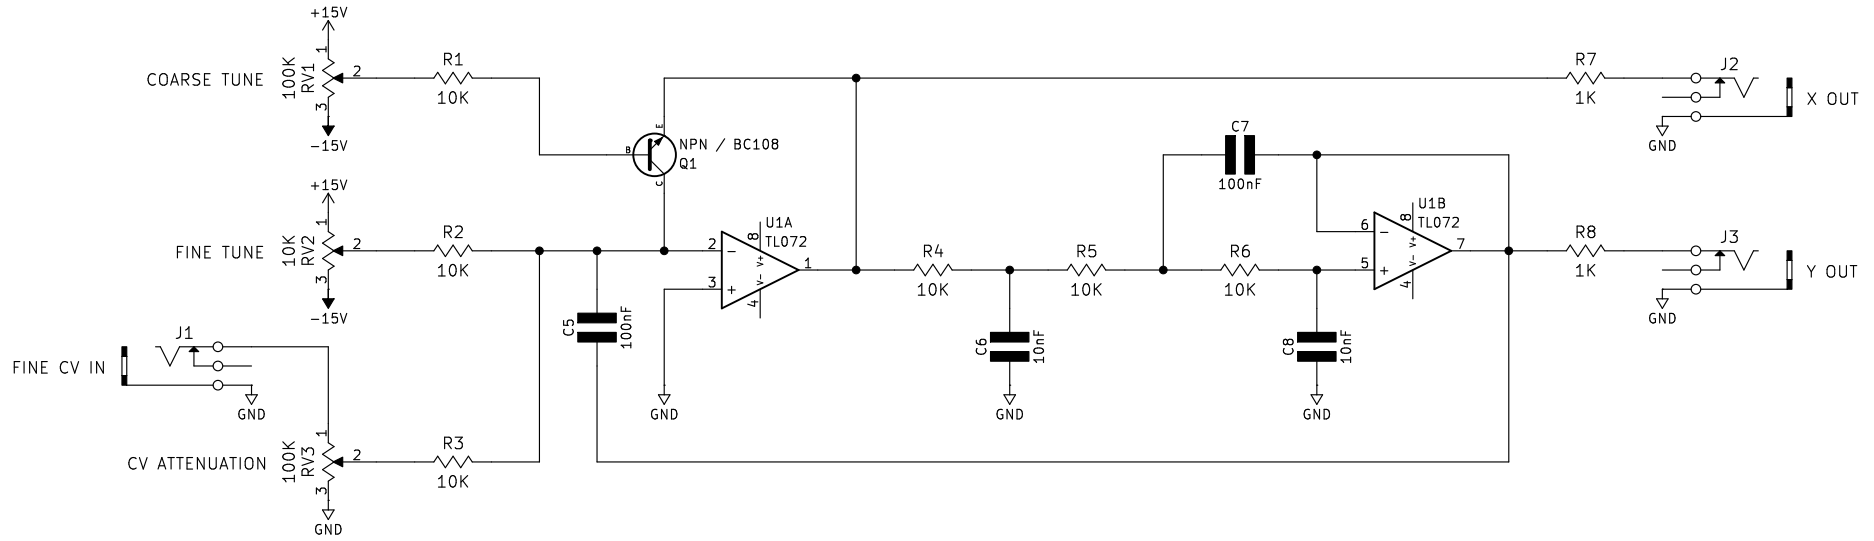 +15V
1
100K
RV1
2
3
-15V
COARSE TUNE
R1
10K
E
B
C
NPN / BC108
Q1
R7
1K
J2
X OUT
GND
+15V
1
10K
RV2
2
3
-15V
FINE TUNE
R2
10K
C5
100nF
2
3
-
+
8
V+
V-
4
U1A
TL072
1
GND
R4
10K
C6
10nF
GND
R5
10K
C7
100nF
R6
10K
C8
10nF
GND
6
5
-
+
8
V+
V-
4
U1B
TL072
7
R8
1K
J3
Y OUT
GND
J1
FINE CV IN
GND
1
100K
RV3
2
3
CV ATTENUATION
GND
R3
10K